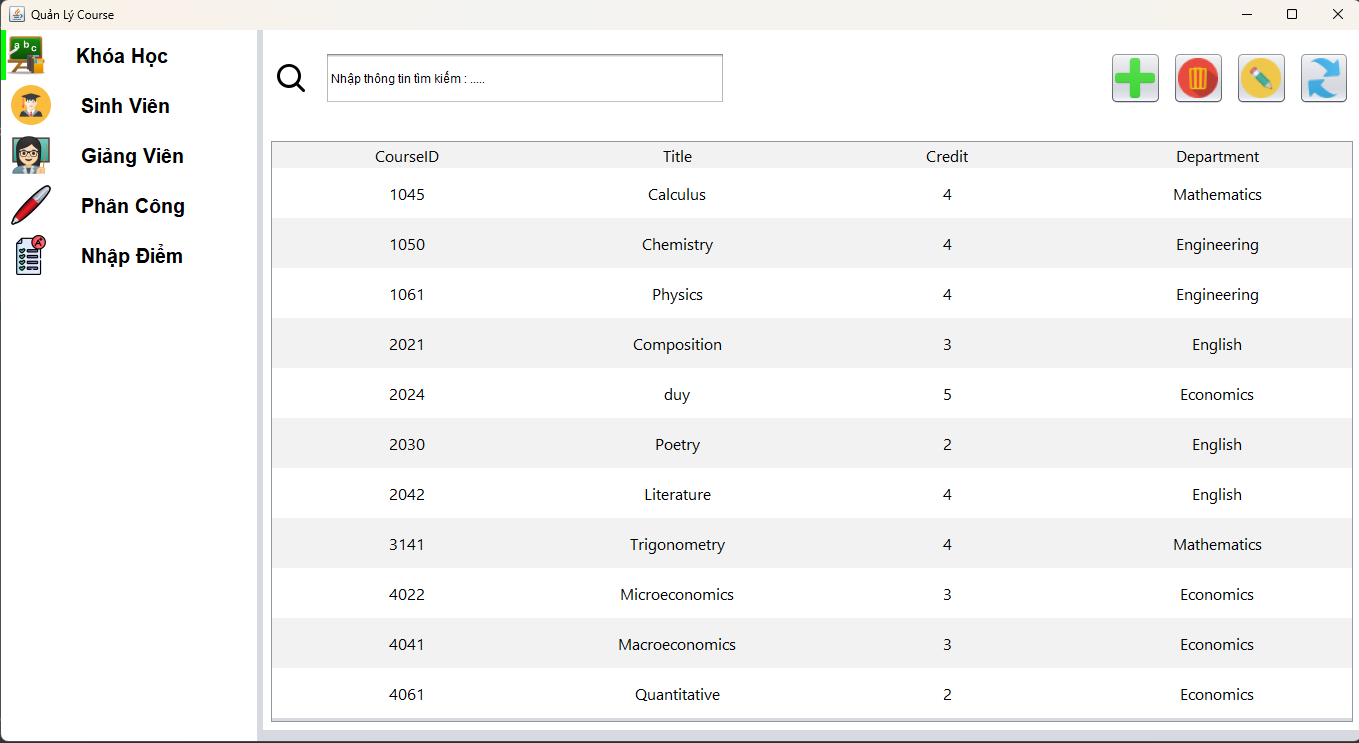 Quản Lý Course
Khóa Học
Sinh Viên
Giảng Viên
Phân Công
Nhập Điểm
Nhập thông tin tìm kiếm : .....
CourseID Title Credit Department
1045 Calculus 4 Mathematics
1050 Chemistry 4 Engineering
1061 Physics 4 Engineering
2021 Composition 3 English
2024 duy 5 Economics
2030 Poetry 2 English
2042 Literature 4 English
3141 Trigonometry 4 Mathematics
4022 Microeconomics 3 Economics
4041 Macroeconomics 3 Economics
4061 Quantitative 2 Economics